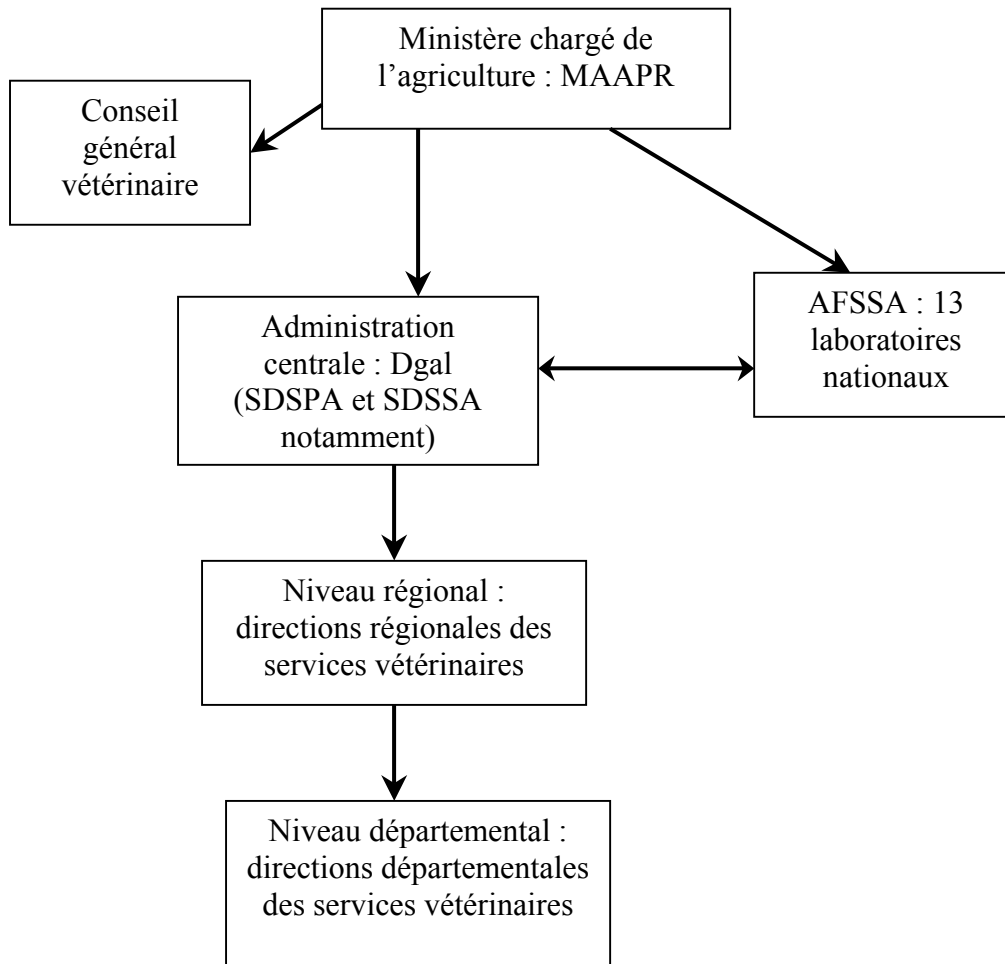 Ministère chargé de
l’agriculture : MAAPR
Conseil
général
vétérinaire
Administration
centrale : Dgal
(SDSPA et SDSSA
notamment)
AFSSA : 13
laboratoires
nationaux
Niveau régional :
directions régionales des
services vétérinaires
Niveau départemental :
directions départementales
des services vétérinaires